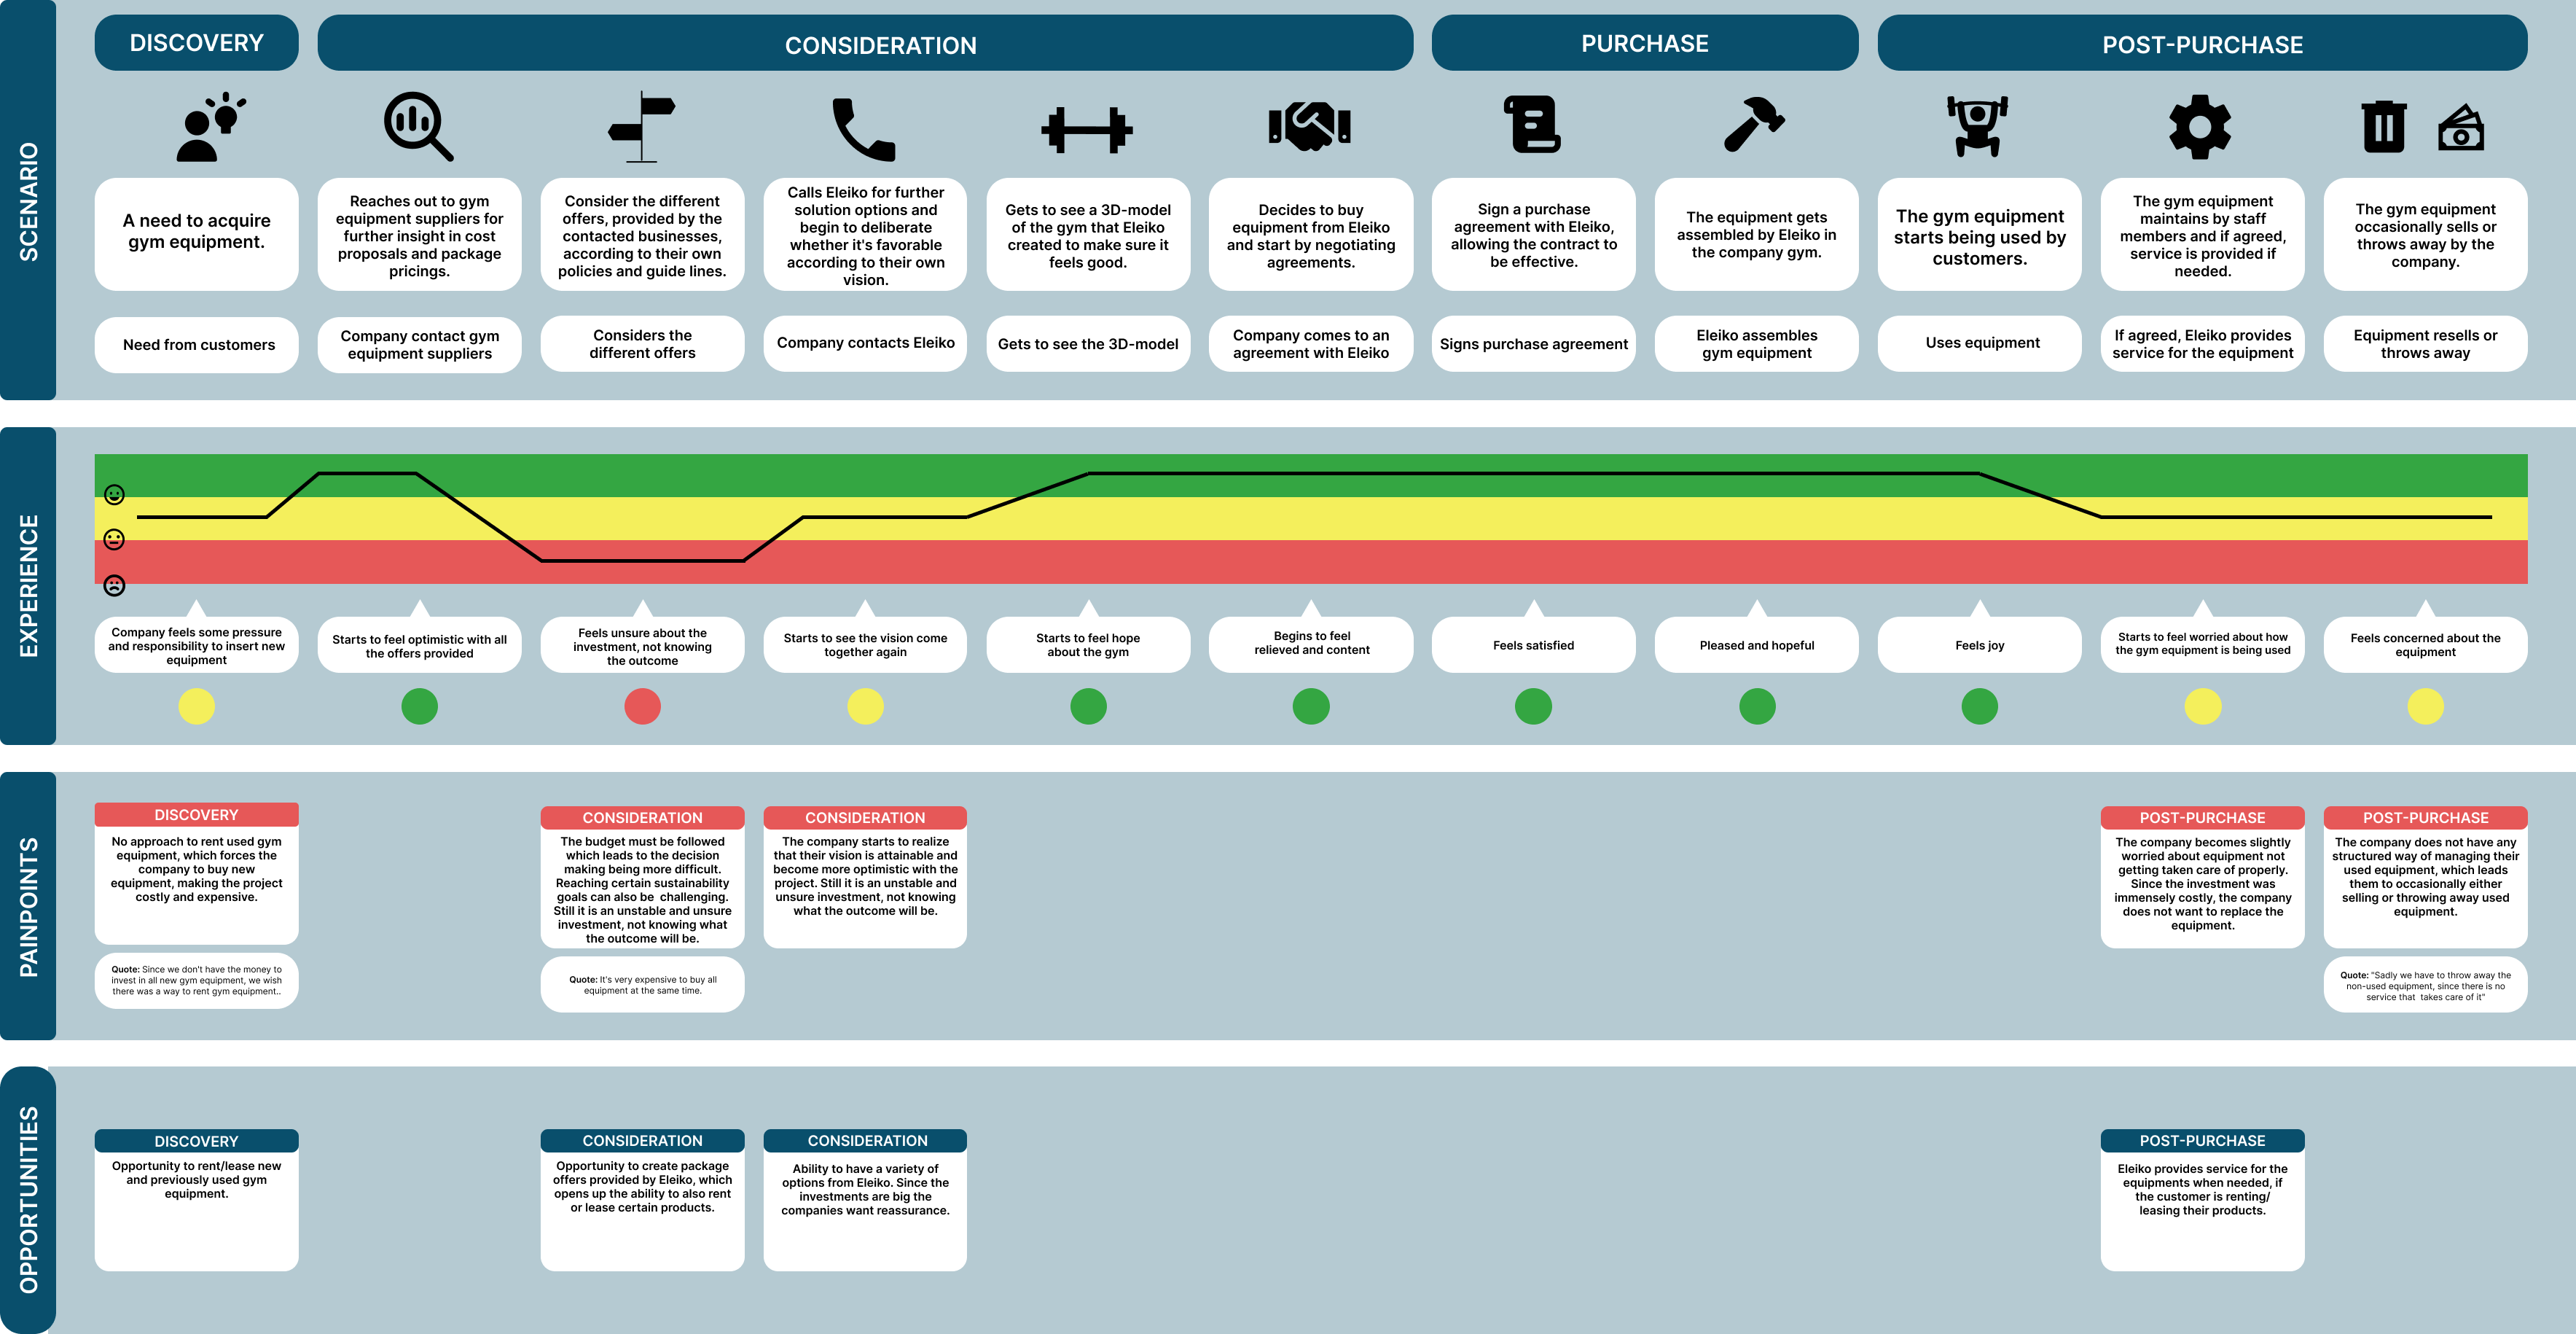 SCENARIO
DISCOVERY
CONSIDERATION
PURCHASE
POST-PURCHASE
A need to acquire
gym equipment.
Reaches out to gym
equipment suppliers for
further insight in cost
proposals and package
pricings.
Consider the different
offers, provided by the
contacted businesses,
according to their own
policies and guide lines.
Calls Eleiko for further
solution options and
begin to deliberate
whether it's favorable
according to their own
vision.
Gets to see a 3D-model
of the gym that Eleiko
created to make sure it
feels good.
Decides to buy
equipment from Eleiko
and start by negotiating
agreements.
Sign a purchase
agreement with Eleiko,
allowing the contract to
be effective.
The equipment gets
assembled by Eleiko in
the company gym.
The gym equipment
starts being used by
customers.
The gym equipment
maintains by staff
members and if agreed,
service is provided if
needed.
The gym equipment
occasionally sells or
throws away by the
company.
Need from customers
Company contact gym
equipment suppliers
Considers the
different offers
Company contacts Eleiko
Gets to see the 3D-model
Company comes to an
agreement with Eleiko
Signs purchase agreement
Eleiko assembles
gym equipment
Uses equipment
If agreed, Eleiko provides
service for the equipment
Equipment resells or
throws away
EXPERIENCE
Company feels some pressure
and responsibility to insert new
equipment
Starts to feel optimistic with all
the offers provided
Feels unsure about the
investment, not knowing
the outcome
Starts to see the vision come
together again
Starts to feel hope
about the gym
Begins to feel
relieved and content
Feels satisfied
Pleased and hopeful
Feels joy
Starts to feel worried about how
the gym equipment is being used
Feels concerned about the
equipment
PAINPOINTS
DISCOVERY
No approach to rent used gym
equipment, which forces the
company to buy new
equipment, making the project
costly and expensive.
Quote: Since we don't have the money to
invest in all new gym equipment, we wish
there was a way to rent gym equipment..
CONSIDERATION
The budget must be followed
which leads to the decision
making being more difficult.
Reaching certain sustainability
goals can also be challenging.
Still it is an unstable and unsure
investment, not knowing what
the outcome will be.
Quote: It's very expensive to buy all
equipment at the same time.
CONSIDERATION
The company starts to realize
that their vision is attainable and
become more optimistic with the
project. Still it is an unstable and
unsure investment, not knowing
what the outcome will be.
POST-PURCHASE
The company becomes slightly
worried about equipment not
getting taken care of properly.
Since the investment was
immensely costly, the company
does not want to replace the
equipment.
POST-PURCHASE
The company does not have any
structured way of managing their
used equipment, which leads
them to occasionally either
selling or throwing away used
equipment.
Quote: "Sadly we have to throw away the
non-used equipment, since there is no
service that takes care of it"
OPPORTUNITIES
DISCOVERY
Opportunity to rent/lease new
and previously used gym
equipment.
CONSIDERATION
Opportunity to create package
offers provided by Eleiko, which
opens up the ability to also rent
or lease certain products.
CONSIDERATION
Ability to have a variety of
options from Eleiko. Since the
investments are big the
companies want reassurance.
POST-PURCHASE
Eleiko provides service for the
equipments when needed, if
the customer is renting/
leasing their products.